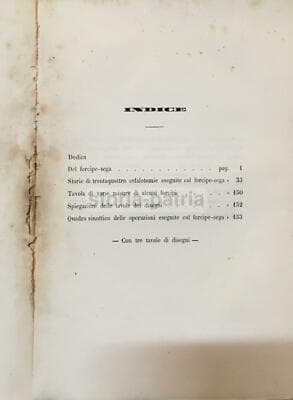 INDICE
Dedica
Del forcipe-sega . . . . . . . . . . . pag. 1
Storie di trentaquattro cefalotomie eseguite col forcipe-sega » 33
Tavola di varie misure di alcuni forcipi » 150
Spiegazione delle tavole dei disegni » 152
Quadro sinottico delle operazioni eseguite col forcipe-sega » 153
storia-patria
— Con tre tavole di disegni —